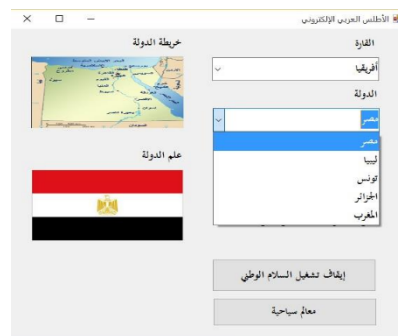 الأطلس العربي الإلكتروني
القارة
أفريقيا
الدولة
مصر
مصر
ليبيا
تونس
الجزائر
المغرب
إيقاف تشغيل السلام الوطني
معالم سياحية
خريطة الدولة
علم الدولة